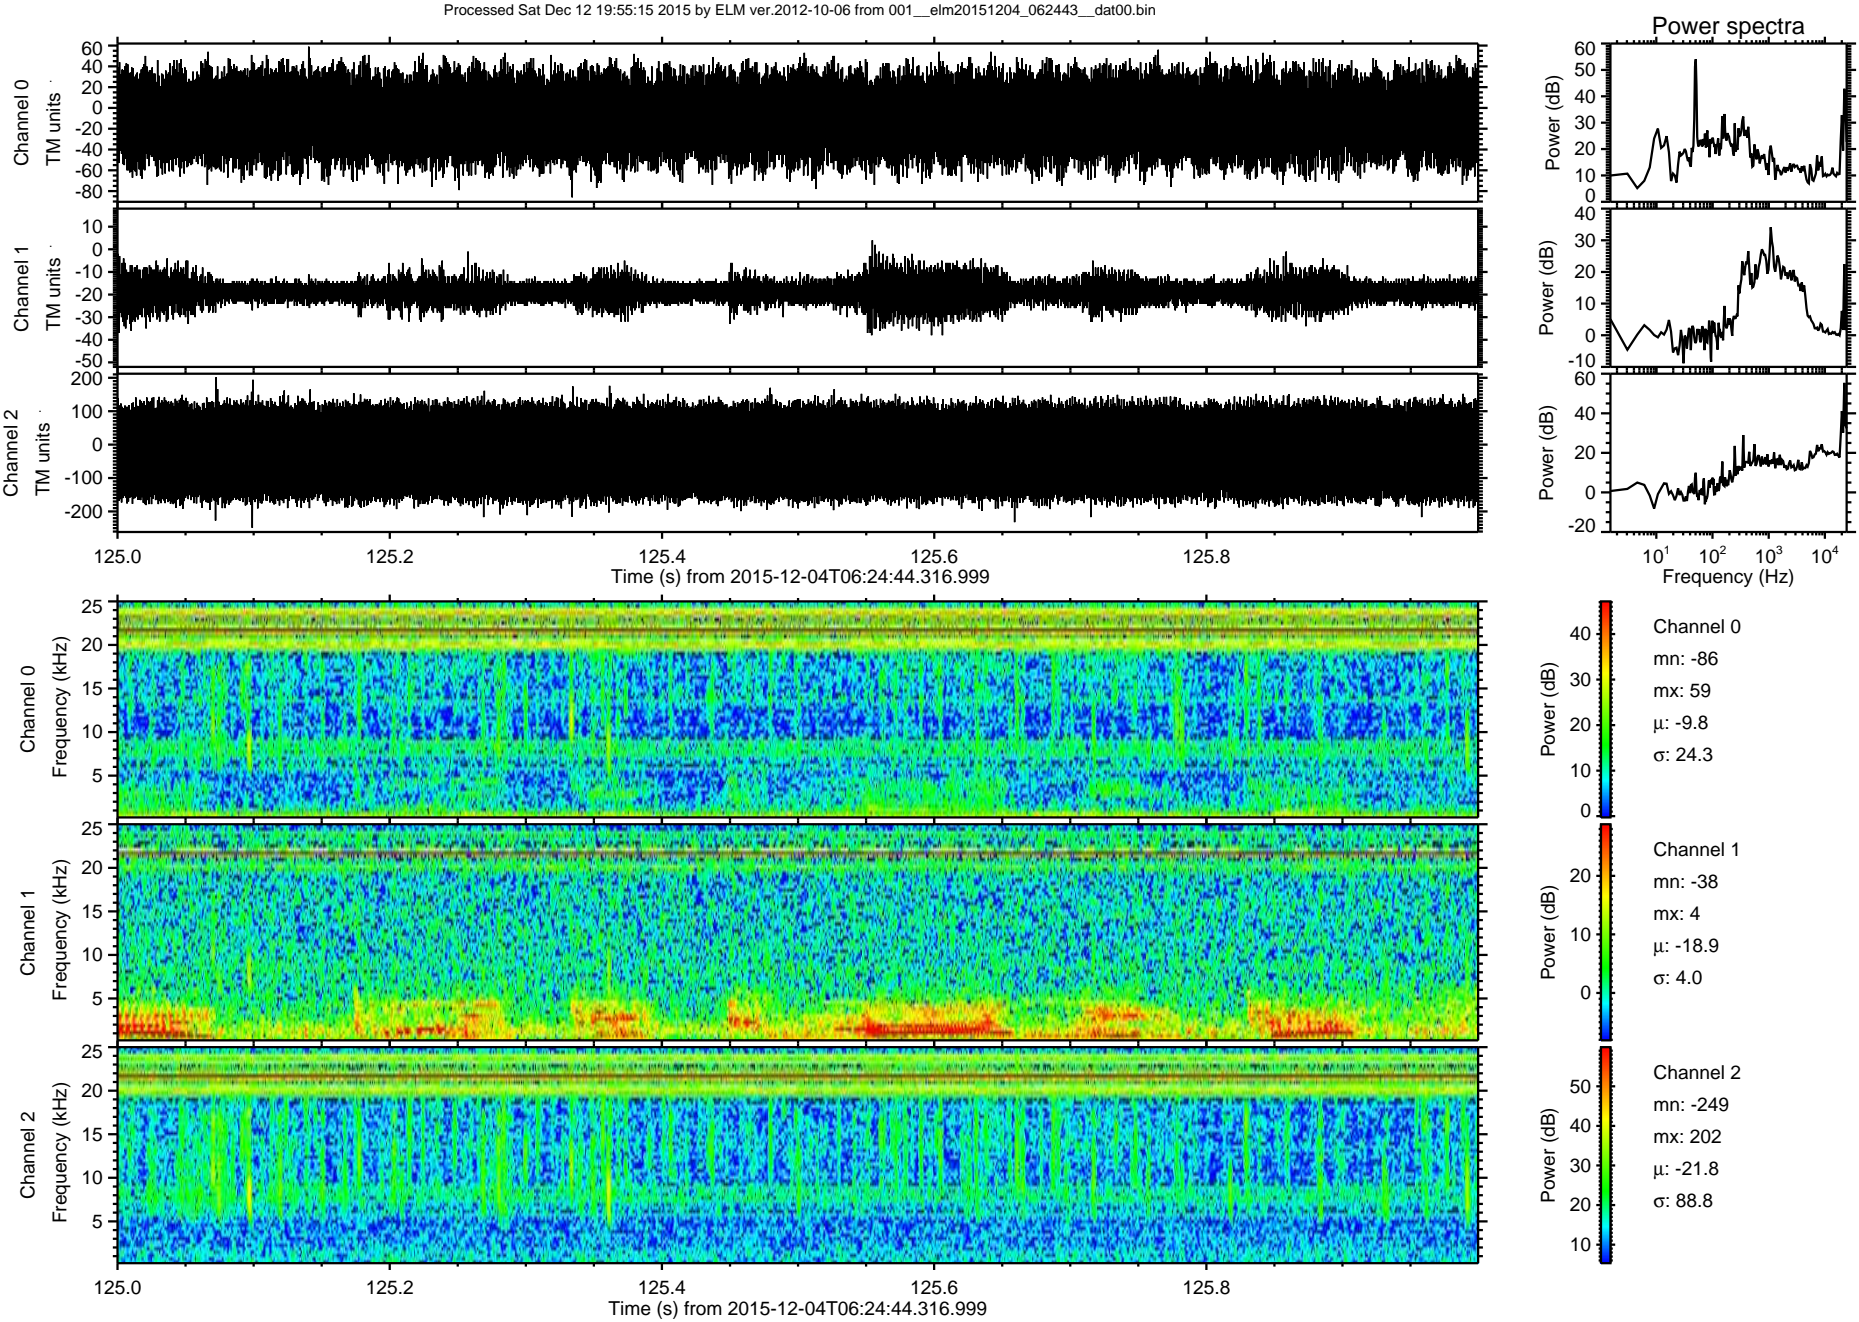 Processed Sat Dec 12 19:55:15 2015 by ELM ver.2012-10-06 from 001__elm20151204_062443__dat00.bin
Power spectra
Channel 0
TM units
60
40
20
0
-20
-40
-60
-80
Power (dB)
60
50
40
30
20
10
0
Channel 1
TM units
10
0
-10
-20
-30
-40
-50
Power (dB)
40
30
20
10
0
-10
Channel 2
TM units
200
100
0
-100
-200
Power (dB)
60
40
20
0
-20
125.0 125.2 125.4 125.6 125.8
Time (s) from 2015-12-04T06:24:44.316.999
10^1 10^2 10^3 10^4
Frequency (Hz)
Channel 0
Frequency (kHz)
25
20
15
10
5
Power (dB)
40
30
20
10
0
Channel 0
mn: -86
mx: 59
μ: -9.8
σ: 24.3
Channel 1
Frequency (kHz)
25
20
15
10
5
Power (dB)
20
10
0
Channel 1
mn: -38
mx: 4
μ: -18.9
σ: 4.0
Channel 2
Frequency (kHz)
25
20
15
10
5
Power (dB)
50
40
30
20
10
Channel 2
mn: -249
mx: 202
μ: -21.8
σ: 88.8
125.0 125.2 125.4 125.6 125.8
Time (s) from 2015-12-04T06:24:44.316.999